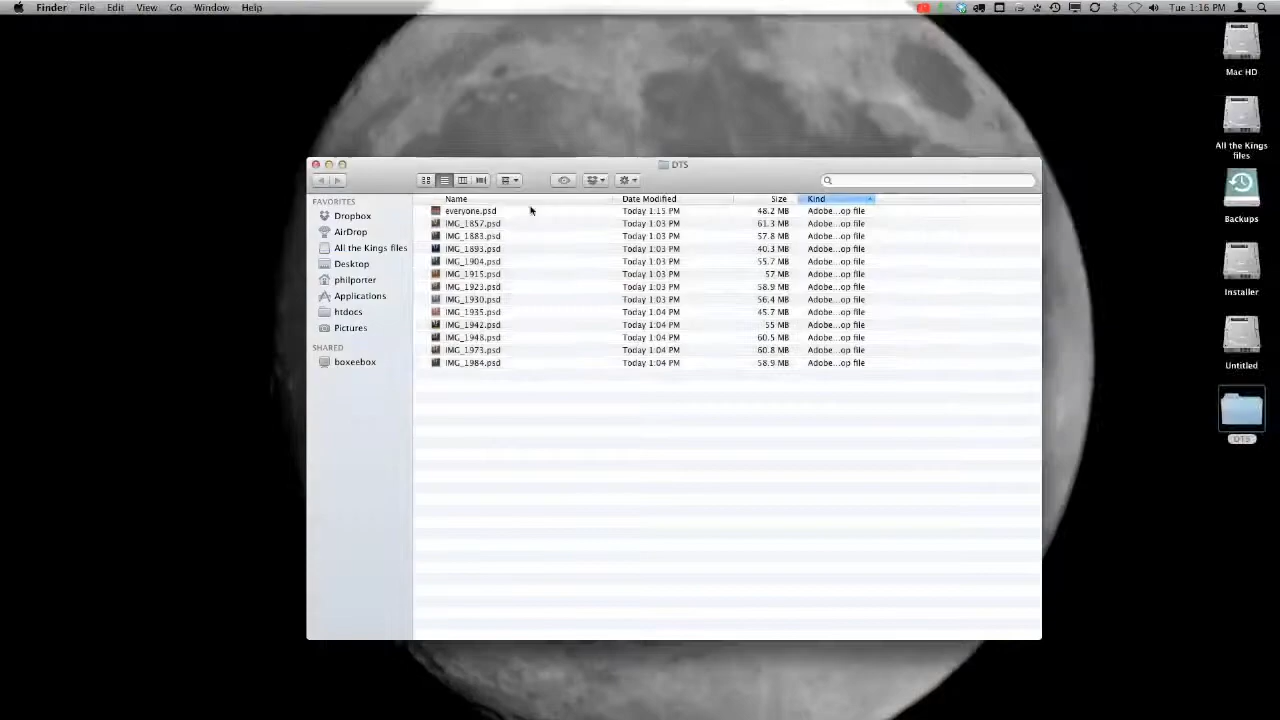 Finder File Edit View Go Window Help Tue 1:16 PM
Mac HD
All the Kings
files
Backups
Installer
Untitled
DTS
DTS
FAVORITES
Dropbox
AirDrop
All the Kings files
Desktop
philporter
Applications
htdocs
Pictures
SHARED
boxeebox
Name Date Modified Size Kind
everyone.psd Today 1:15 PM 48.2 MB Adobe...op file
IMG_1857.psd Today 1:03 PM 61.3 MB Adobe...op file
IMG_1883.psd Today 1:03 PM 57.8 MB Adobe...op file
IMG_1893.psd Today 1:03 PM 40.3 MB Adobe...op file
IMG_1904.psd Today 1:03 PM 55.7 MB Adobe...op file
IMG_1915.psd Today 1:03 PM 57 MB Adobe...op file
IMG_1923.psd Today 1:03 PM 58.9 MB Adobe...op file
IMG_1930.psd Today 1:03 PM 56.4 MB Adobe...op file
IMG_1935.psd Today 1:04 PM 45.7 MB Adobe...op file
IMG_1942.psd Today 1:04 PM 55 MB Adobe...op file
IMG_1948.psd Today 1:04 PM 60.5 MB Adobe...op file
IMG_1973.psd Today 1:04 PM 60.8 MB Adobe...op file
IMG_1984.psd Today 1:04 PM 58.9 MB Adobe...op file